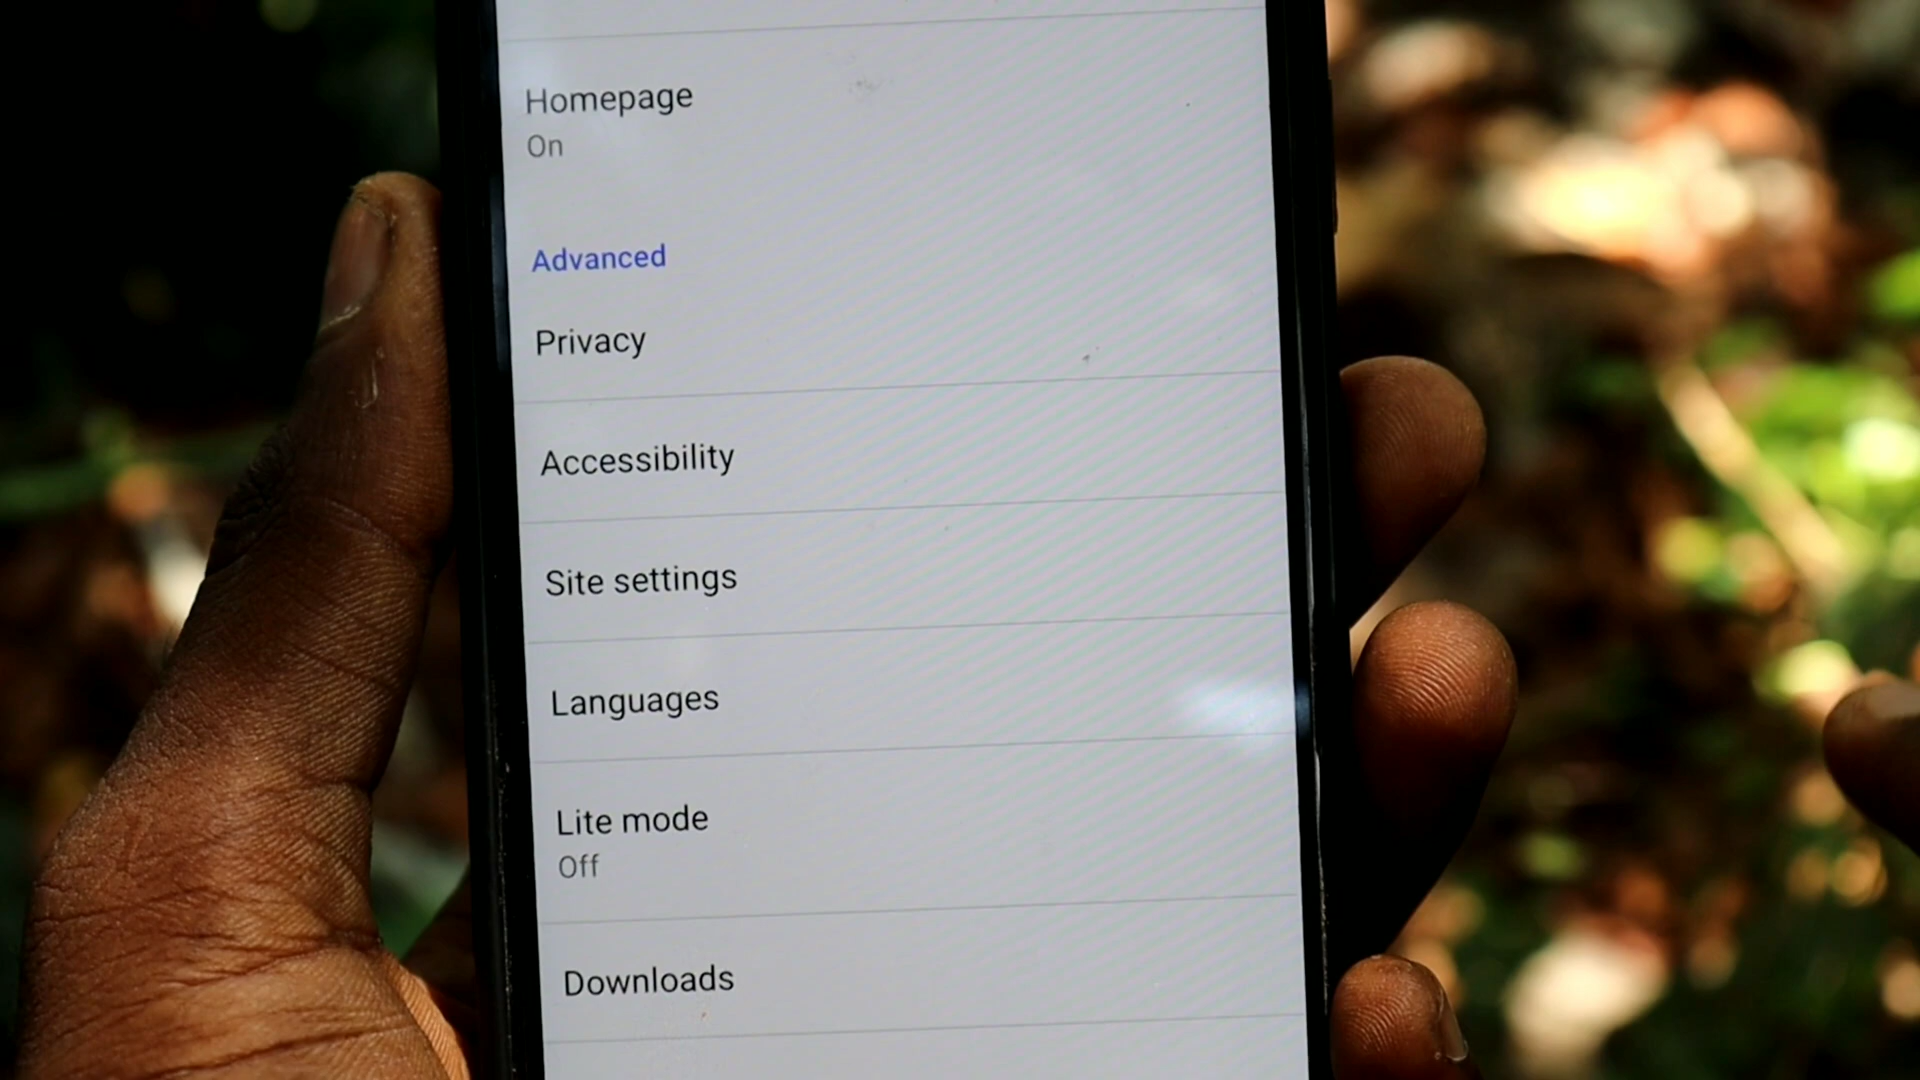 Homepage
On
Advanced
Privacy
Accessibility
Site settings
Languages
Lite mode
Off
Downloads